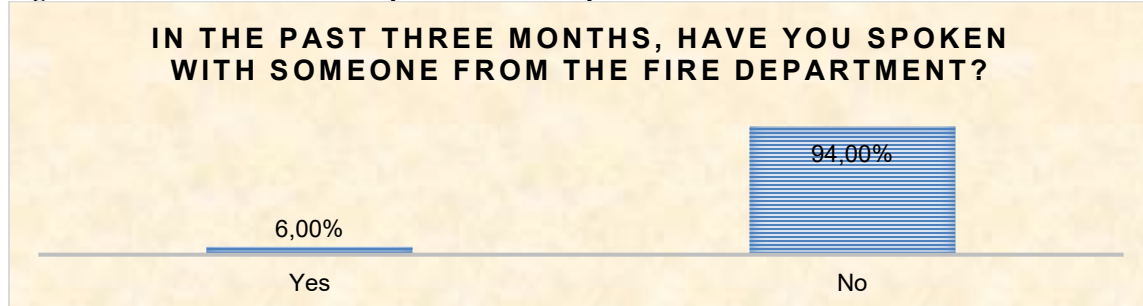 IN THE PAST THREE MONTHS, HAVE YOU SPOKEN
WITH SOMEONE FROM THE FIRE DEPARTMENT?
94,00%
6,00%
Yes No